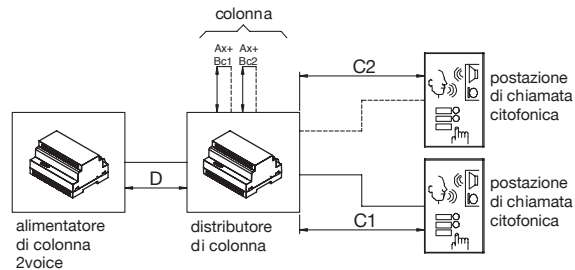 colonna
Ax+ Ax+
Bc1 Bc2
C2
postazione
di chiamata
citofonica
D
alimentatore
di colonna
2voice
distributore
di colonna
C1
postazione
di chiamata
citofonica